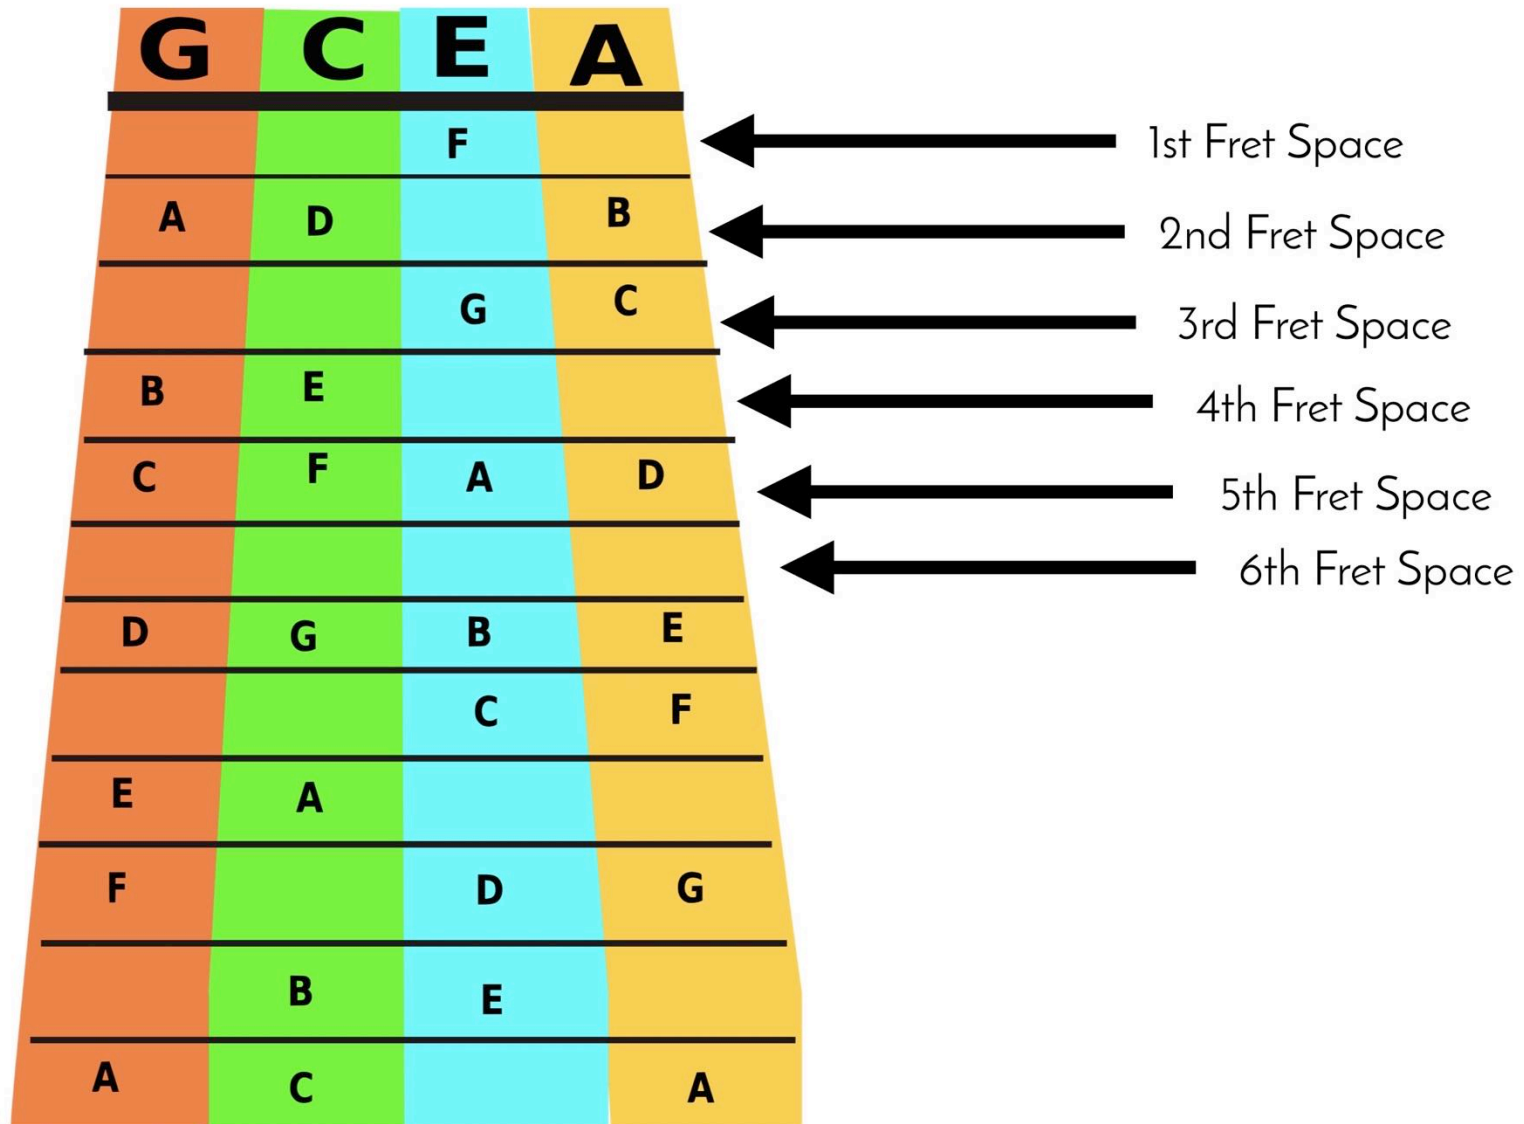 G C E A
F 1st Fret Space
A D B 2nd Fret Space
G C 3rd Fret Space
B E 4th Fret Space
C F A D 5th Fret Space
6th Fret Space
D G B E
C F
E A
F D G
B E
A C A